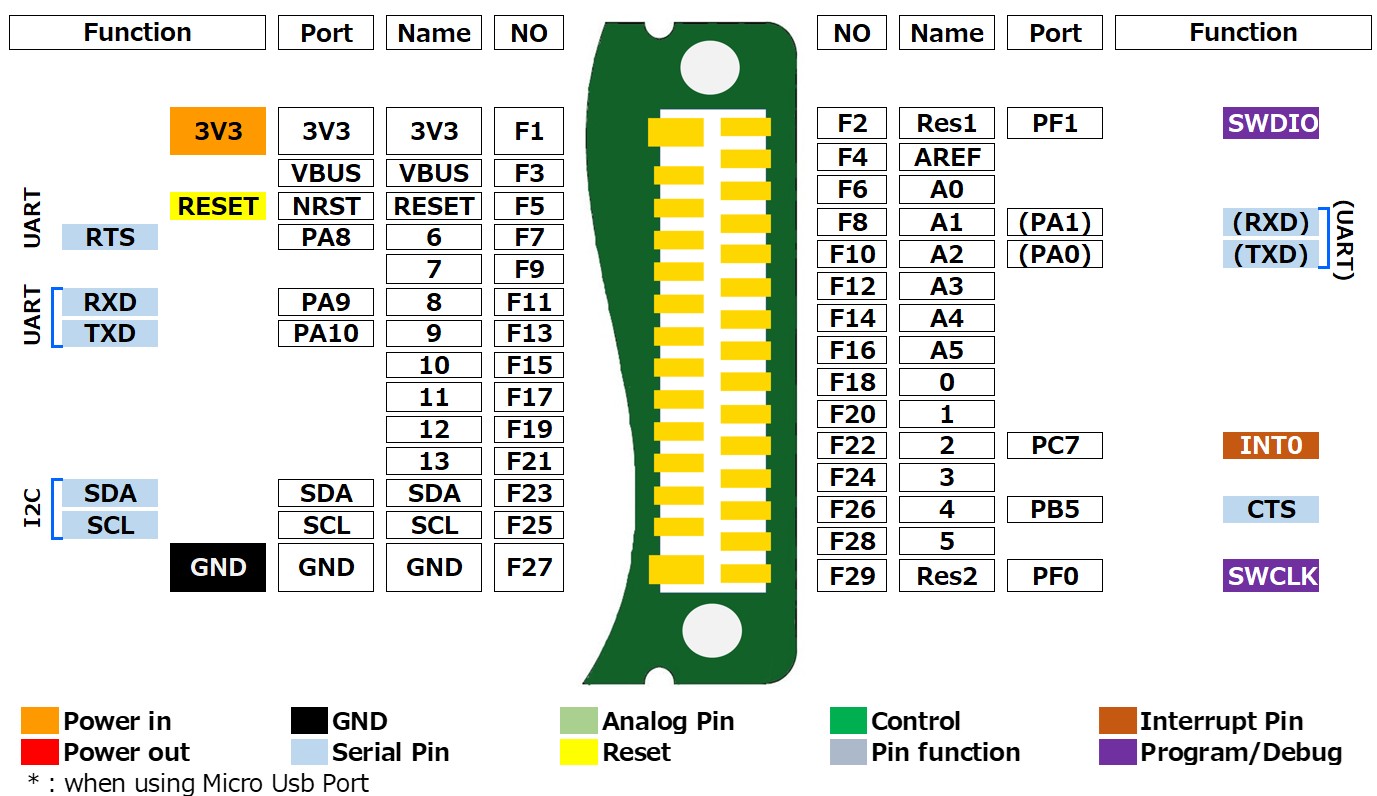 Function Port Name NO NO Name Port Function
3V3 3V3 3V3 F1 F2 Res1 PF1 SWDIO
VBUS VBUS F3 F4 AREF
UART RESET NRST RESET F5 F6 A0
RTS PA8 6 F7 F8 A1 (PA1) (RXD) (UART)
7 F9 F10 A2 (PA0) (TXD)
UART RXD PA9 8 F11 F12 A3
TXD PA10 9 F13 F14 A4
10 F15 F16 A5
11 F17 F18 0
12 F19 F20 1
13 F21 F22 2 PC7 INT0
I2C SDA SDA SDA F23 F24 3
SCL SCL SCL F25 F26 4 PB5 CTS
F28 5
GND GND GND F27 F29 Res2 PF0 SWCLK
Power in GND Analog Pin Control Interrupt Pin
Power out Serial Pin Reset Pin function Program/Debug
* : when using Micro Usb Port